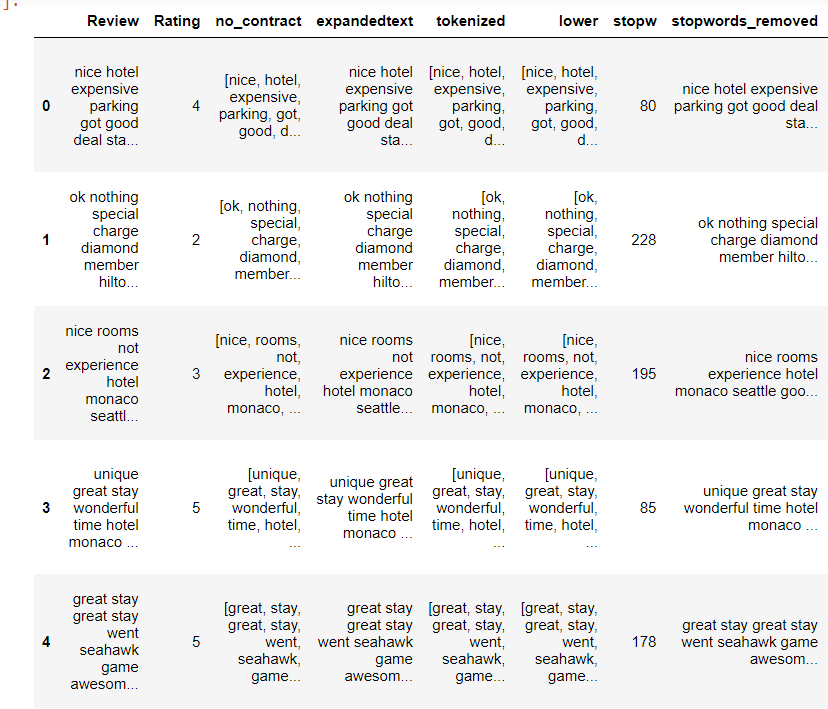 Review Rating no_contract expandedtext tokenized lower stopw stopwords_removed
0
nice hotel
expensive
parking
got good
deal sta...
4
[nice, hotel,
expensive,
parking, got,
good, d...
nice hotel
expensive
parking got
good deal
sta...
[nice, hotel,
expensive,
parking,
got, good,
d...
[nice, hotel,
expensive,
parking,
got, good,
d...
80
nice hotel expensive
parking got good deal
sta...
1
ok nothing
special
charge
diamond
member
hilto...
2
[ok, nothing,
special,
charge,
diamond,
member...
ok nothing
special
charge
diamond
member
hilto...
[ok,
nothing,
special,
charge,
diamond,
member...
[ok,
nothing,
special,
charge,
diamond,
member...
228
ok nothing special
charge diamond
member hilto...
2
nice rooms
not
experience
hotel
monaco
seattl...
3
[nice, rooms,
not,
experience,
hotel,
monaco, ...
nice rooms
not
experience
hotel monaco
seattle...
[nice,
rooms, not,
experience,
hotel,
monaco, ...
[nice,
rooms, not,
experience,
hotel,
monaco, ...
195
nice rooms
experience hotel
monaco seattle goo...
3
unique
great stay
wonderful
time hotel
monaco ...
5
[unique,
great, stay,
wonderful,
time, hotel,
...
unique great
stay wonderful
time hotel
monaco ...
[unique,
great, stay,
wonderful,
time, hotel,
...
[unique,
great, stay,
wonderful,
time, hotel,
...
85
unique great stay
wonderful time hotel
monaco ...
4
great stay
great stay
went
seahawk
game
awesom...
5
[great, stay,
great, stay,
went,
seahawk,
game...
great stay
great stay
went seahawk
game
awesom...
[great, stay,
great, stay,
went,
seahawk,
game...
[great, stay,
great, stay,
went,
seahawk,
game...
178
great stay great stay
went seahawk game
awesom...